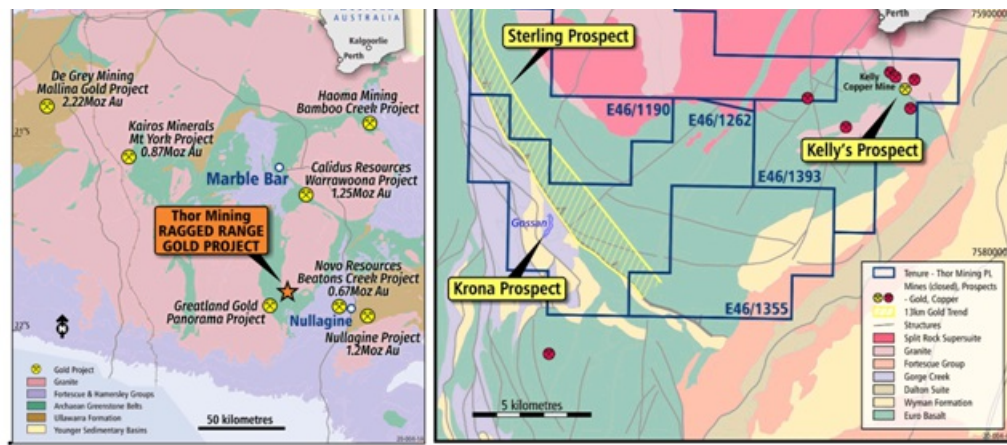 AUSTRALIA
Kalgoorlie
Perth
De Grey Mining
Mallina Gold Project
2.22Moz Au
Haoma Mining
Bamboo Creek Project
21°S
Kairos Minerals
Mt York Project
0.87Moz Au
Marble Bar
Calidus Resources
Warrawoona Project
1.25Moz Au
Thor Mining
RAGGED RANGE
GOLD PROJECT
Novo Resources
Beatons Creek Project
0.67Moz Au
Greatland Gold
Panorama Project
Nullagine
22°S
N
Nullagine Project
1.2Moz Au
Gold Project
Granite
Fortescue & Hamersley Groups
Archaean Greenstone Belts
Ullawarra Formation
Younger Sedimentary Basins
50 kilometres
Perth
7590000
Sterling Prospect
Kelly
Copper Mine
E46/1190
E46/1262
Kelly's Prospect
E46/1393
Gossan
7580000
Krona Prospect
E46/1355
5 kilometres
Tenure - Thor Mining PL
Mines (closed), Prospects
- Gold, Copper
13km Gold Trend
Structures
Split Rock Supersuite
Granite
Fortescue Group
Gorge Creek
Dalton Suite
Wyman Formation
Euro Basalt